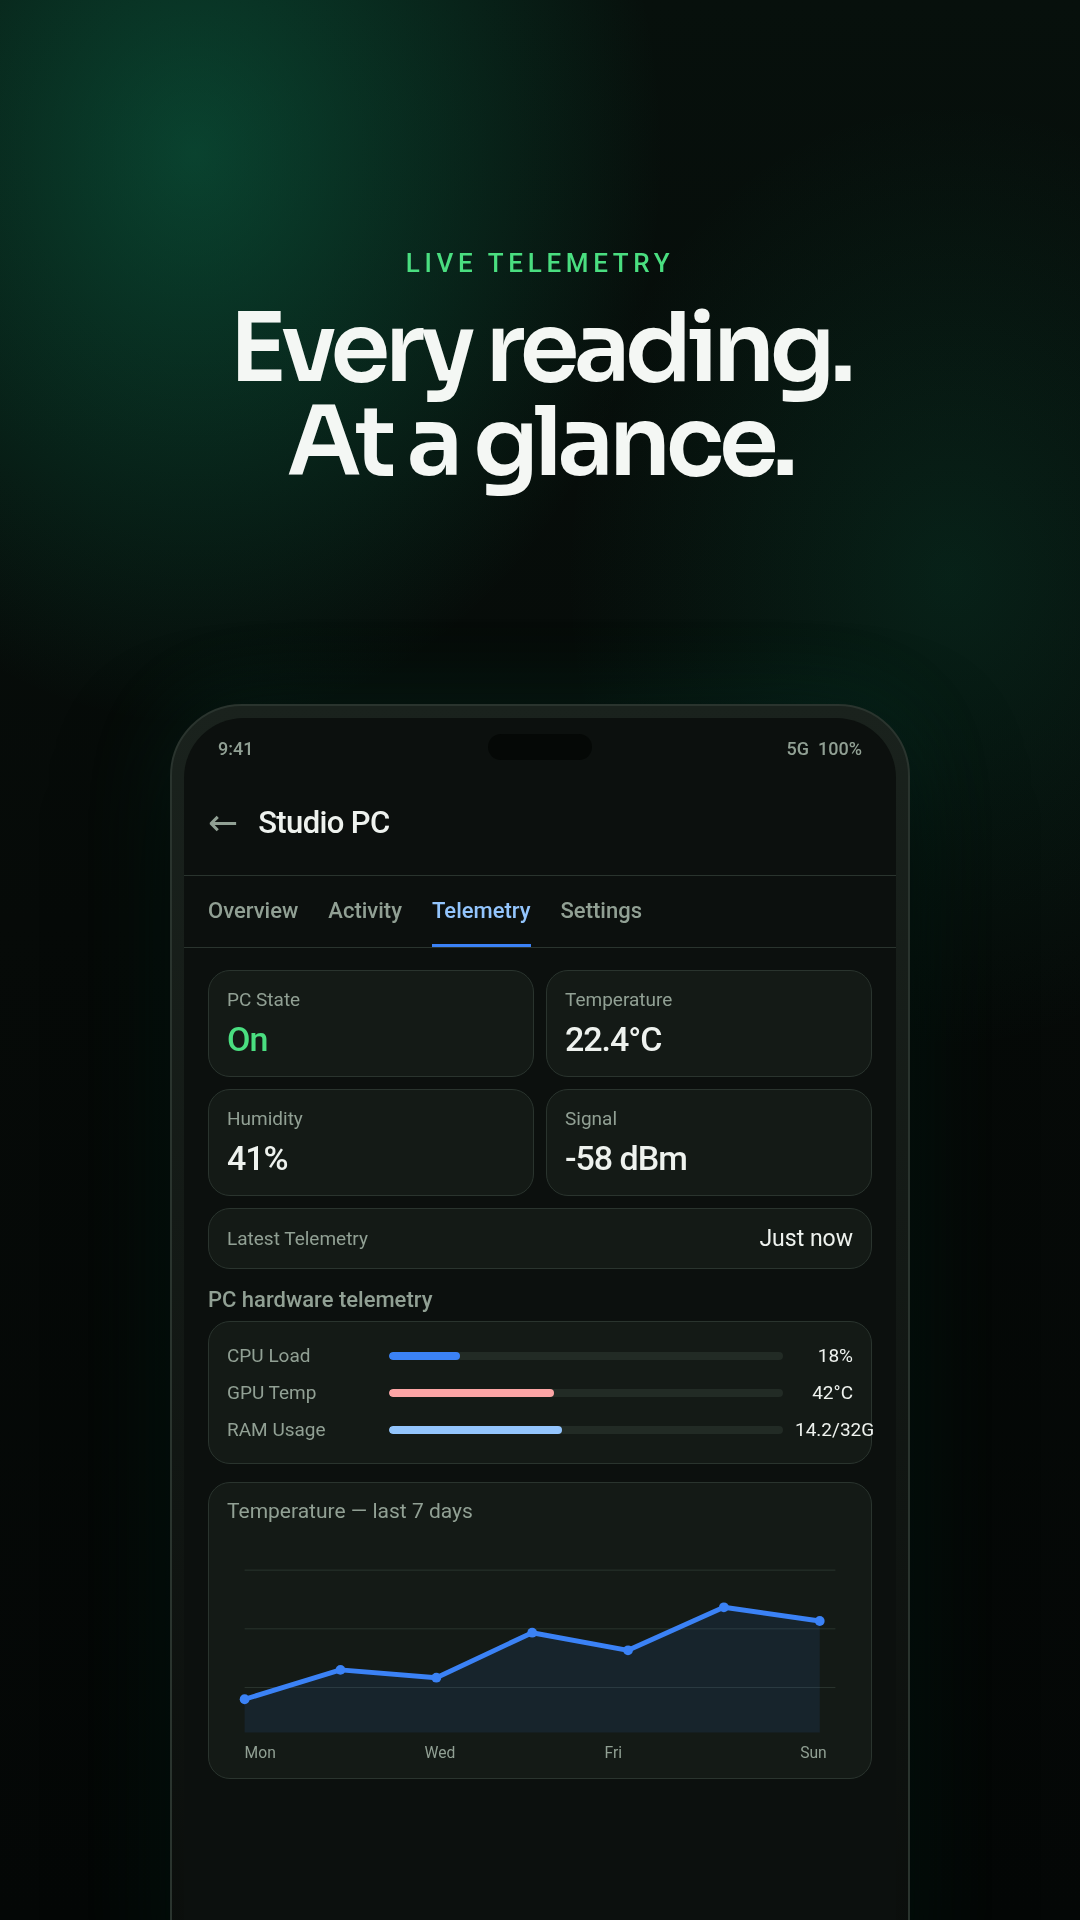 LIVE TELEMETRY
Every reading.
At a glance.
9:41
5G 100%
← Studio PC
Overview Activity Telemetry Settings
PC State
On
Temperature
22.4°C
Humidity
41%
Signal
-58 dBm
Latest Telemetry Just now
PC hardware telemetry
CPU Load 18%
GPU Temp 42°C
RAM Usage 14.2/32G
Temperature — last 7 days
Mon Wed Fri Sun